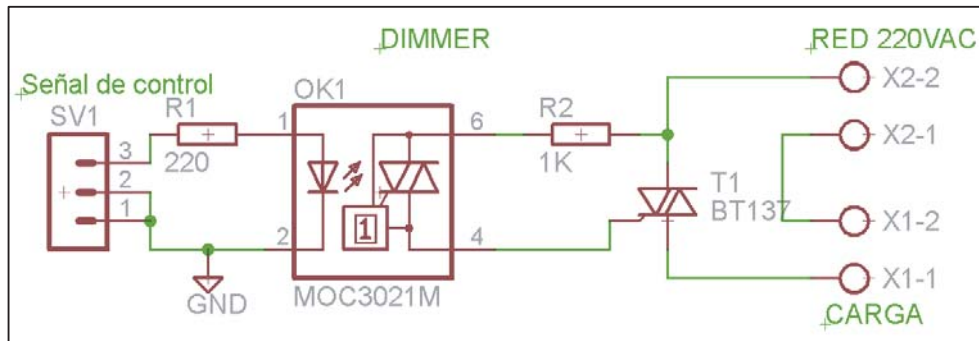 DIMMER
RED 220VAC
Señal de control
SV1
R1
220
3
2
1
GND
OK1
1
2
6
4
1
MOC3021M
R2
1K
T1
BT137
X2-2
X2-1
X1-2
X1-1
CARGA